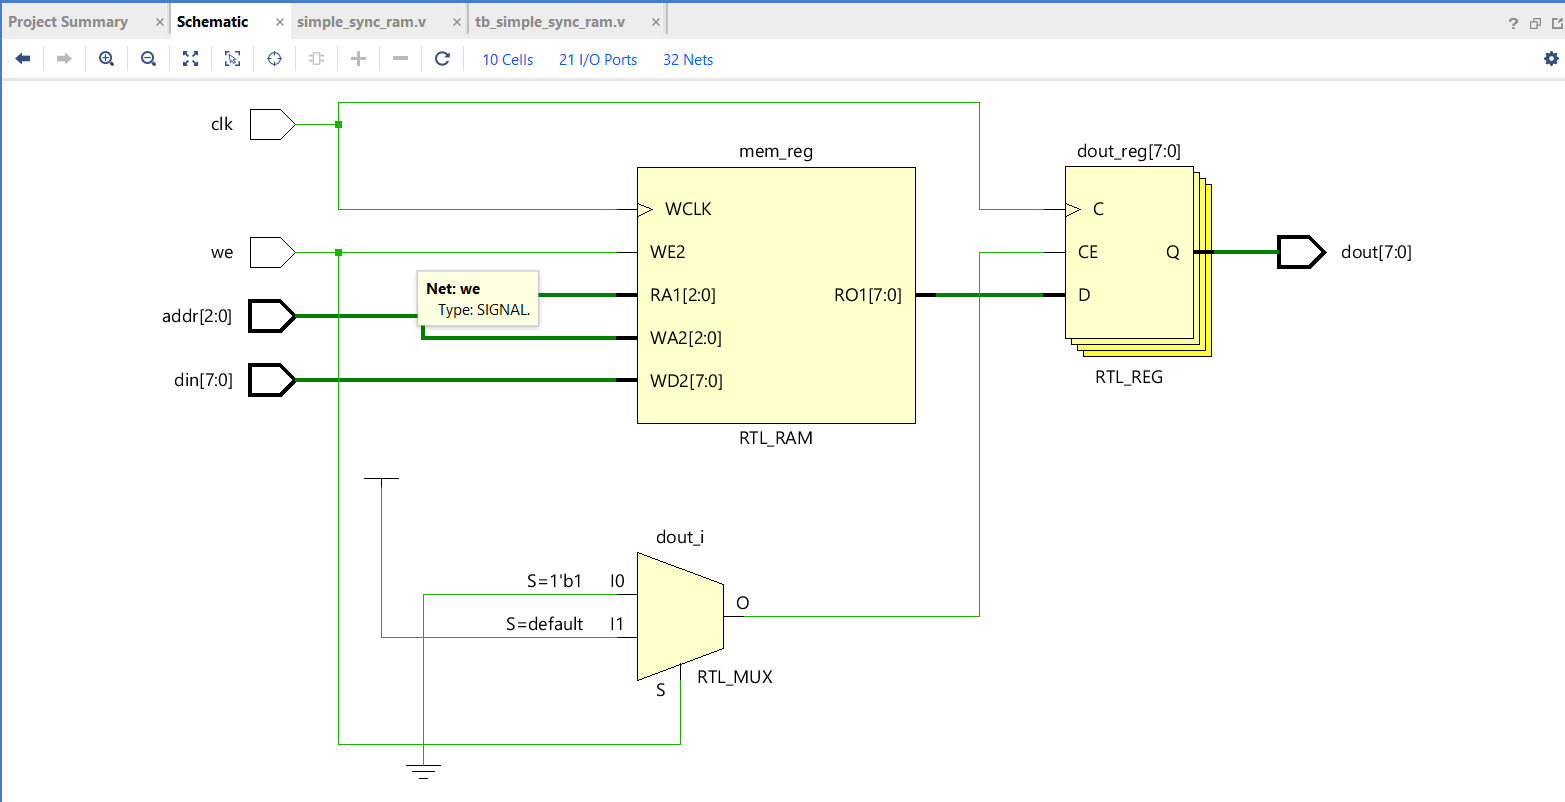 Project Summary × Schematic × simple_sync_ram.v × tb_simple_sync_ram.v × ?
10 Cells 21 I/O Ports 32 Nets
clk
mem_reg
dout_reg[7:0]
WCLK
C
we
WE2
CE
Q
dout[7:0]
Net: we
Type: SIGNAL.
RA1[2:0]
RO1[7:0]
D
addr[2:0]
WA2[2:0]
din[7:0]
WD2[7:0]
RTL_REG
RTL_RAM
dout_i
S=1'b1 I0
O
S=default I1
S
RTL_MUX